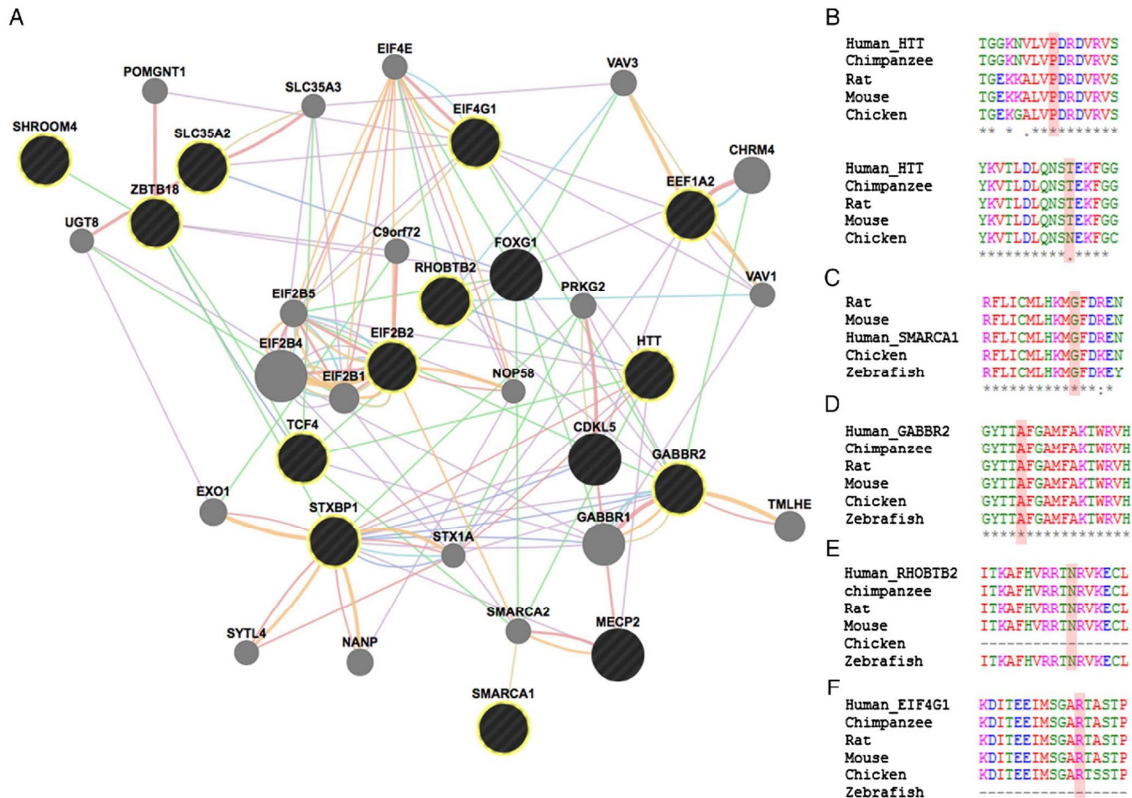 A
EIF4E
POMGNT1
SLC35A3
VAV3
EIF4G1
SHROOM4
SLC35A2
CHRM4
ZBTB18
EEF1A2
UGT8
C9orf72
FOXG1
RHOBTB2
PRKG2
VAV1
EIF2B5
EIF2B2
HTT
EIF2B4
EIF2B1
NOP58
TCF4
CDKL5
GABBR2
EXO1
STXBP1
TMLHE
STX1A
GABBR1
SMARCA2
SYTL4
NANP
MECP2
SMARCA1
B
Human_HTT TGGKNVLVPDRDVRVS
Chimpanzee TGGKNVLVPDRDVRVS
Rat TGEKKALVPDRDVRVS
Mouse TGEKKALVPDRDVRVS
Chicken TGEKGALVPDRDVRVS
** * .**********
Human_HTT YKVTLDLQNSTEKFGG
Chimpanzee YKVTLDLQNSTEKFGG
Rat YKVTLDLQNSTEKFGG
Mouse YKVTLDLQNSTEKFGG
Chicken YKVTLDLQNSNEKFGC
**********.****
C
Rat RFLICMLHKMGFDREN
Mouse RFLICMLHKMGFDREN
Human_SMARCA1 RFLICMLHKMGFDREN
Chicken RFLICMLHKMGFDKEN
Zebrafish RFLICMLHKMGFDKEY
*************:*
D
Human_GABBR2 GYTTAFGAMFAKTWRVH
Chimpanzee GYTTAFGAMFAKTWRVH
Rat GYTTAFGAMFAKTWRVH
Mouse GYTTAFGAMFAKTWRVH
Chicken GYTTAFGAMFAKTWRVH
Zebrafish GYTTAFGAMFAKTWRVH
*****************
E
Human_RHOBTB2 ITKAFHVRRTNRVKECL
chimpanzee ITKAFHVRRTNRVKECL
Rat ITKAFHVRRTNRVKECL
Mouse ITKAFHVRRTNRVKECL
Chicken -----------------
Zebrafish ITKAFHVRRTNRVKECL
F
Human_EIF4G1 KDITEEIMSGARTASTP
Chimpanzee KDITEEIMSGARTASTP
Rat KDITEEIMSGARTASTP
Mouse KDITEEIMSGARTASTP
Chicken KDITEEIMSGARTSSTP
Zebrafish -----------------